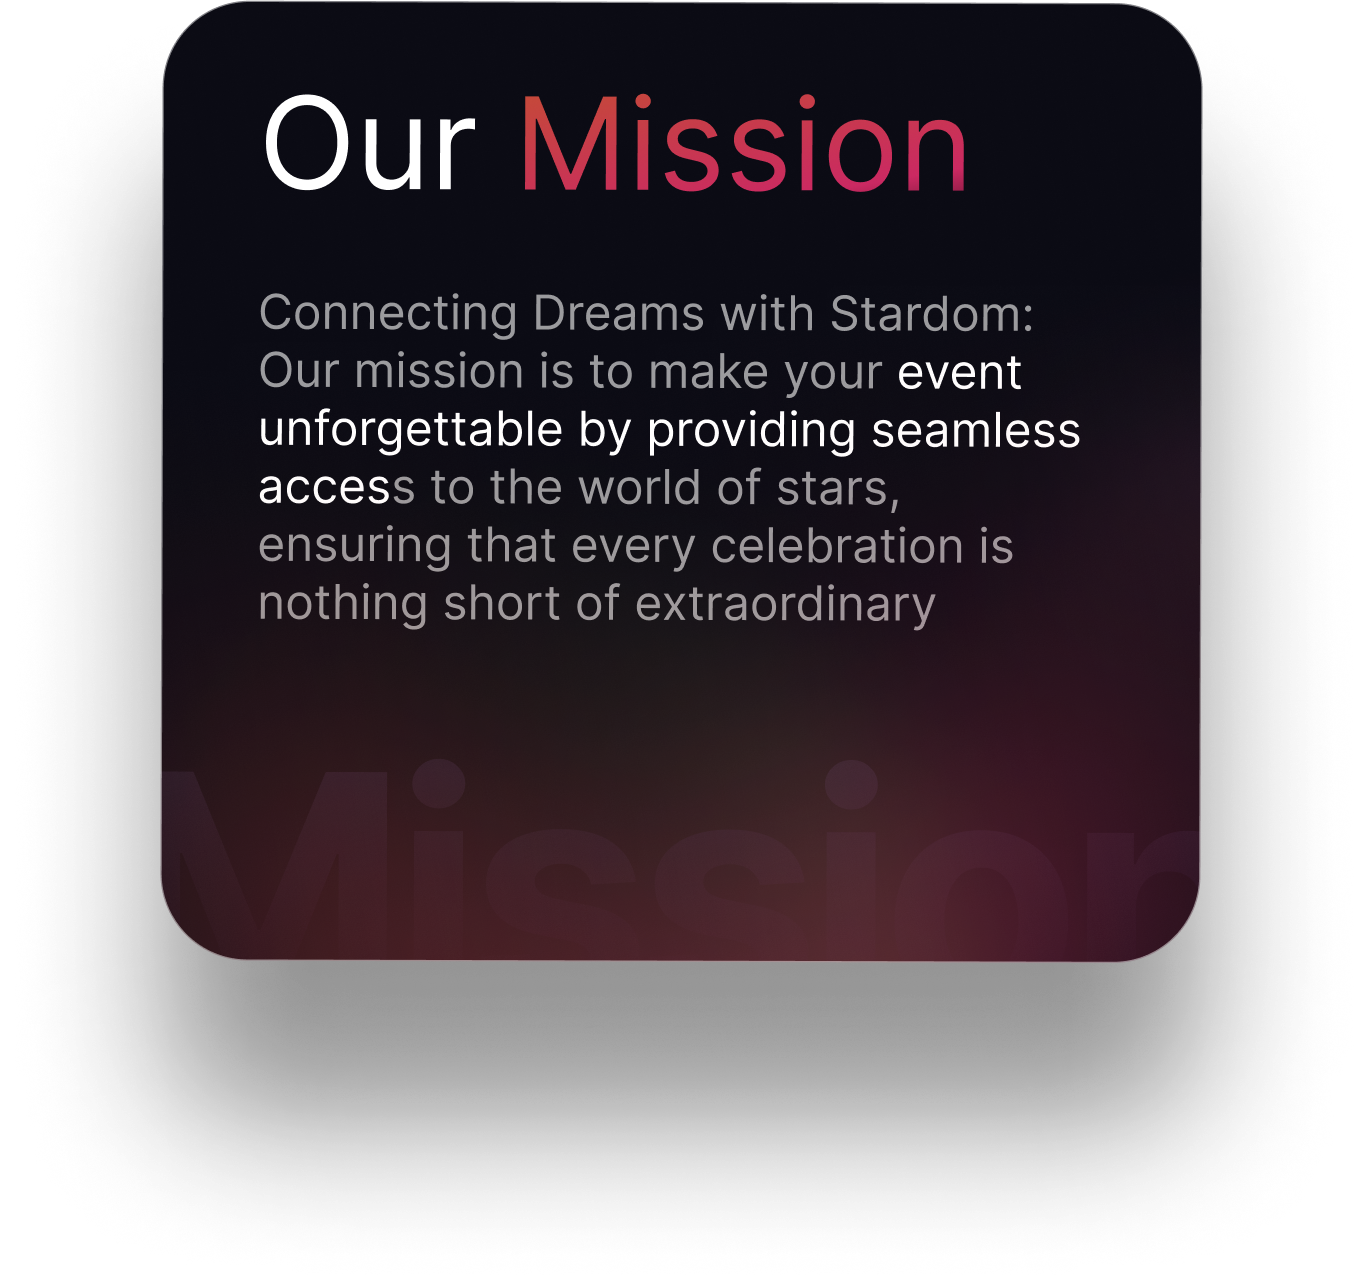 Our Mission
Connecting Dreams with Stardom:
Our mission is to make your event
unforgettable by providing seamless
access to the world of stars,
ensuring that every celebration is
nothing short of extraordinary
Mission